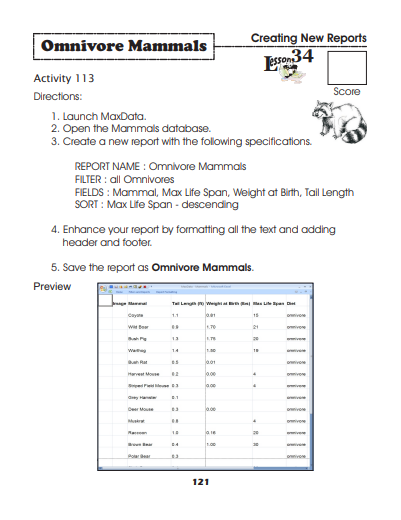 Creating New Reports
Omnivore Mammals
Lesson 34
Activity 113
Score
Directions:
1. Launch MaxData.
2. Open the Mammals database.
3. Create a new report with the following specifications.
REPORT NAME : Omnivore Mammals
FILTER : all Omnivores
FIELDS : Mammal, Max Life Span, Weight at Birth, Tail Length
SORT : Max Life Span - descending
4. Enhance your report by formatting all the text and adding
header and footer.
5. Save the report as Omnivore Mammals.
Preview
Image Mammal Tail Length (ft) Weight at Birth (lbs) Max Life Span Diet
Coyote 1.1 0.81 15 omnivore
Wild Boar 0.9 1.70 21 omnivore
Bush Pig 1.3 1.75 20 omnivore
Warthog 1.4 1.50 19 omnivore
Bush Rat 0.5 0.01 omnivore
Harvest Mouse 0.2 0.00 4 omnivore
Striped Field Mouse 0.3 0.00 4 omnivore
Grey Hamster 0.1 omnivore
Deer Mouse 0.3 0.00 omnivore
Muskrat 0.8 4 omnivore
Raccoon 1.0 0.16 20 omnivore
Brown Bear 0.4 1.00 30 omnivore
Polar Bear 0.3 omnivore
121